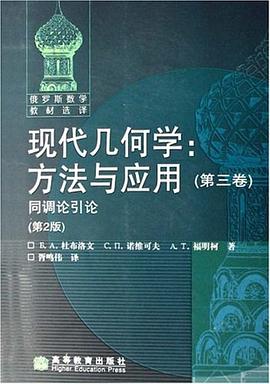 俄罗斯数学
教材选译
现代几何学:
方法与应用(第三卷)
同调论引论
(第2版)
Б. А. 杜布洛文 С. П. 诺维可夫 А. Т. 福明柯 著
胥鸣伟 译
高等教育出版社
Higher Education Press